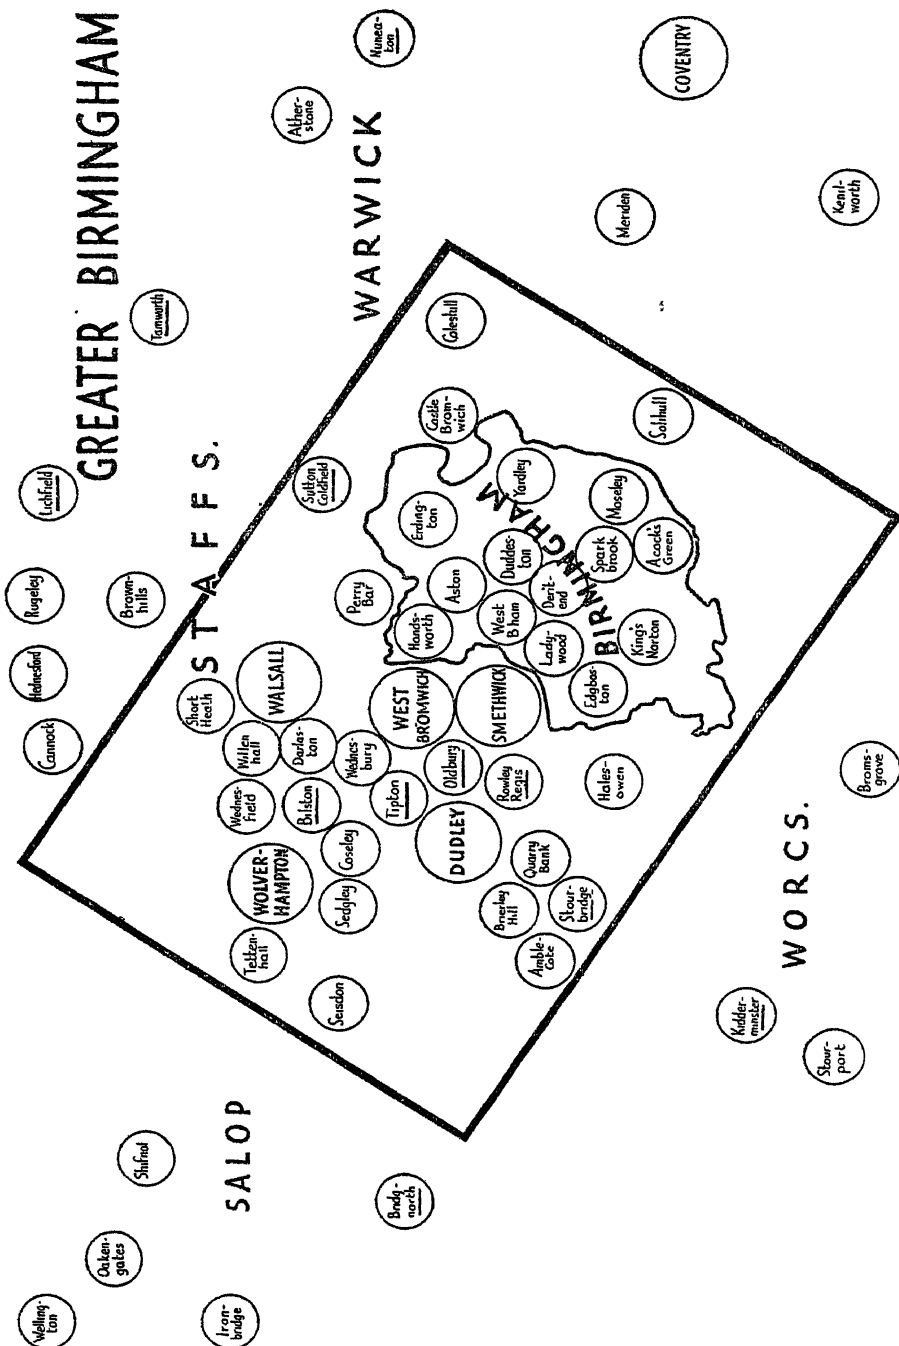 GREATER BIRMINGHAM
Welling-
ton
Oaken-
gates
Iron-
bridge
Shifnal
SALOP
Bridg-
north
Cannock
Hednesford
Rugeley
Lichfield
Brown-
hills
Tamworth
STAFFS.
Ather-
stone
Nunea-
ton
WARWICK
Seisdon
Tetten-
hall
WOLVER-
HAMPTON
Wednes-
field
Willen
hall
Short
Heath
WALSALL
Sedgley
Coseley
Bilston
Darlas-
ton
Wednes-
bury
Sutton
Coldfield
Perry
Bar
Tipton
WEST
BROMWICH
Hands-
worth
Erding-
ton
Castle
Brom-
wich
Coleshill
DUDLEY
Oldbury
SMETHWICK
Aston
Brierley
Hill
Quarry
Bank
Rowley
Regis
West
B'ham
Duddes-
ton
Yardley
BIRMINGHAM
Amble-
cote
Stour-
bridge
Hales-
owen
Edgbas-
ton
Lady-
wood
Derit-
end
Spark
brook
Moseley
King's
Norton
Acock's
Green
Solihull
Meriden
COVENTRY
Kenil-
worth
Kidder-
minster
Stour-
port
WORCS.
Broms-
grove